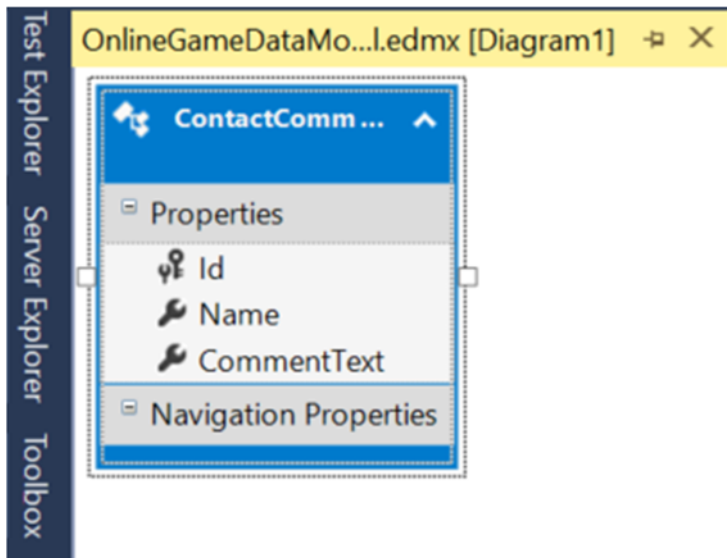 Test Explorer
Server Explorer
Toolbox
OnlineGameDataMo...l.edmx [Diagram1]
ContactComm ...
Properties
Id
Name
CommentText
Navigation Properties